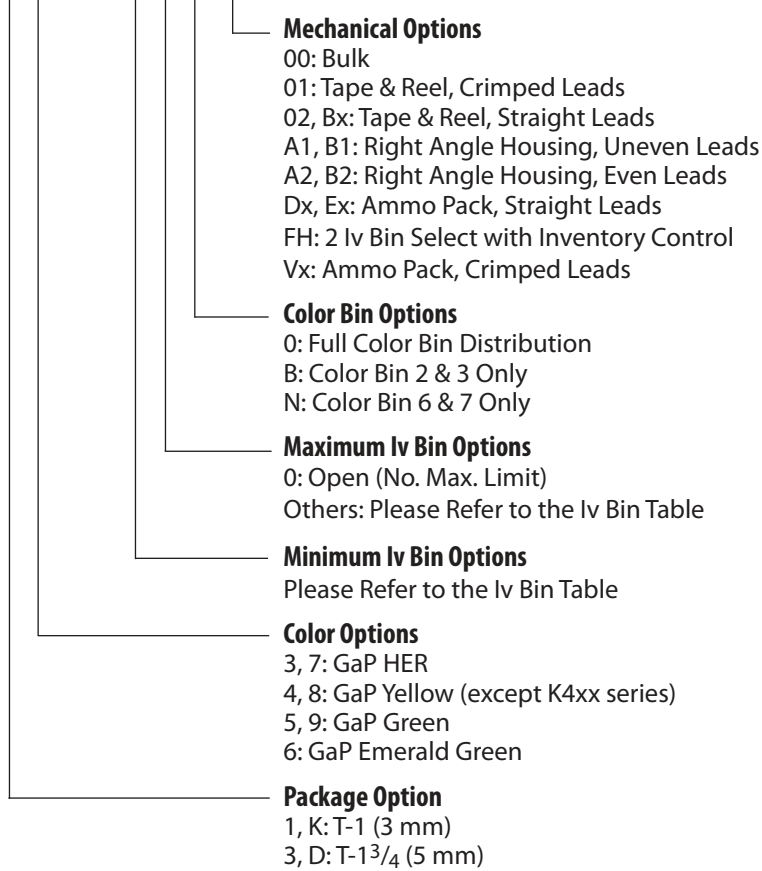 Mechanical Options
00: Bulk
01: Tape & Reel, Crimped Leads
02, Bx: Tape & Reel, Straight Leads
A1, B1: Right Angle Housing, Uneven Leads
A2, B2: Right Angle Housing, Even Leads
Dx, Ex: Ammo Pack, Straight Leads
FH: 2 Iv Bin Select with Inventory Control
Vx: Ammo Pack, Crimped Leads
Color Bin Options
0: Full Color Bin Distribution
B: Color Bin 2 & 3 Only
N: Color Bin 6 & 7 Only
Maximum Iv Bin Options
0: Open (No. Max. Limit)
Others: Please Refer to the Iv Bin Table
Minimum Iv Bin Options
Please Refer to the Iv Bin Table
Color Options
3, 7: GaP HER
4, 8: GaP Yellow (except K4xx series)
5, 9: GaP Green
6: GaP Emerald Green
Package Option
1, K: T-1 (3 mm)
3, D: T-1 3/4 (5 mm)